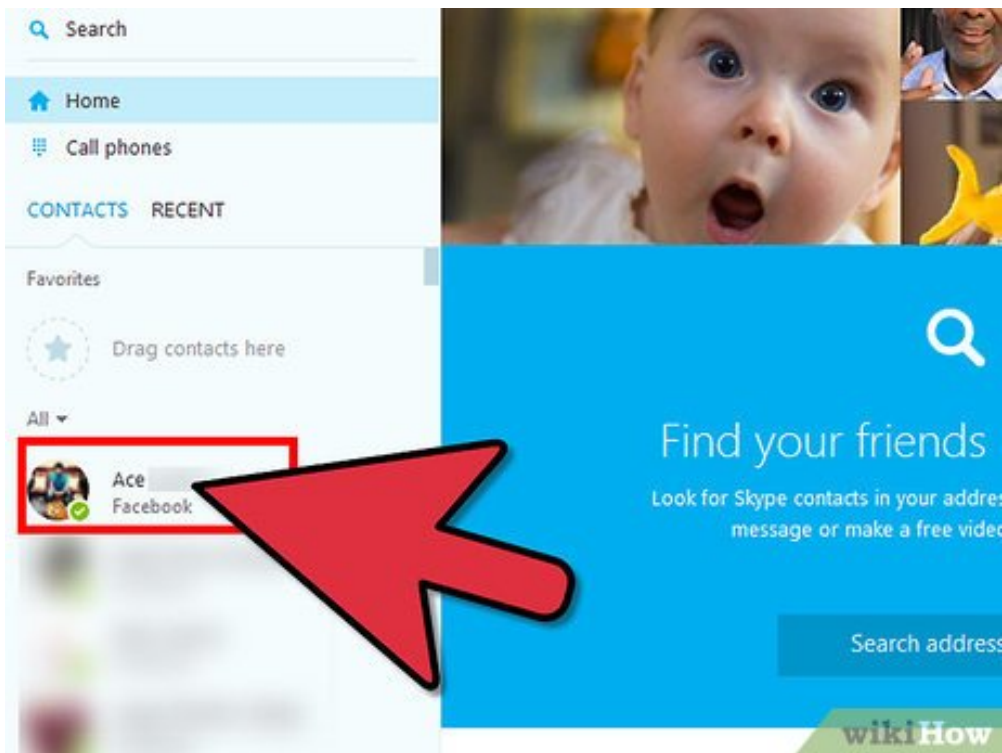 Search
Home
Call phones
CONTACTS RECENT
Favorites
Drag contacts here
All
Ace
Facebook
Find your friends
Look for Skype contacts in your addres
message or make a free video
Search address
wikiHow